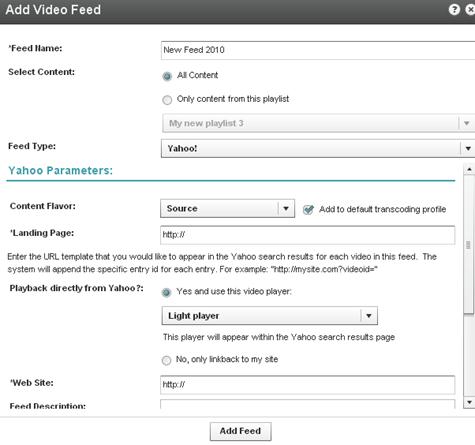 Add Video Feed
*Feed Name:
New Feed 2010
Select Content:
All Content
Only content from this playlist
My new playlist 3
Feed Type:
Yahoo!
Yahoo Parameters:
Content Flavor:
Source
Add to default transcoding profile
*Landing Page:
http://
Enter the URL template that you would like to appear in the Yahoo search results for each video in this feed. The
system will append the specific entry id for each entry. For example: "http://mysite.com?videoid="
Playback directly from Yahoo?:
Yes and use this video player:
Light player
This player will appear within the Yahoo search results page
No, only linkback to my site
*Web Site:
http://
Feed Description:
Add Feed